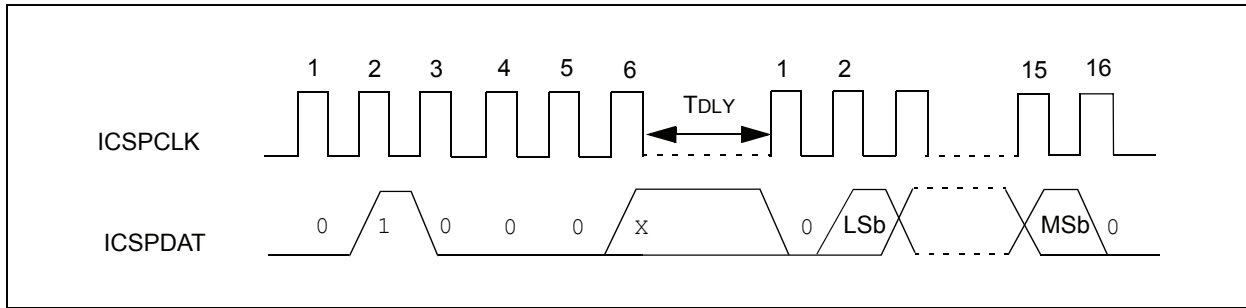 1 2 3 4 5 6 1 2 15 16
TDLY
ICSPCLK
ICSPDAT
0 1 0 0 0 X 0 LSb MSb 0